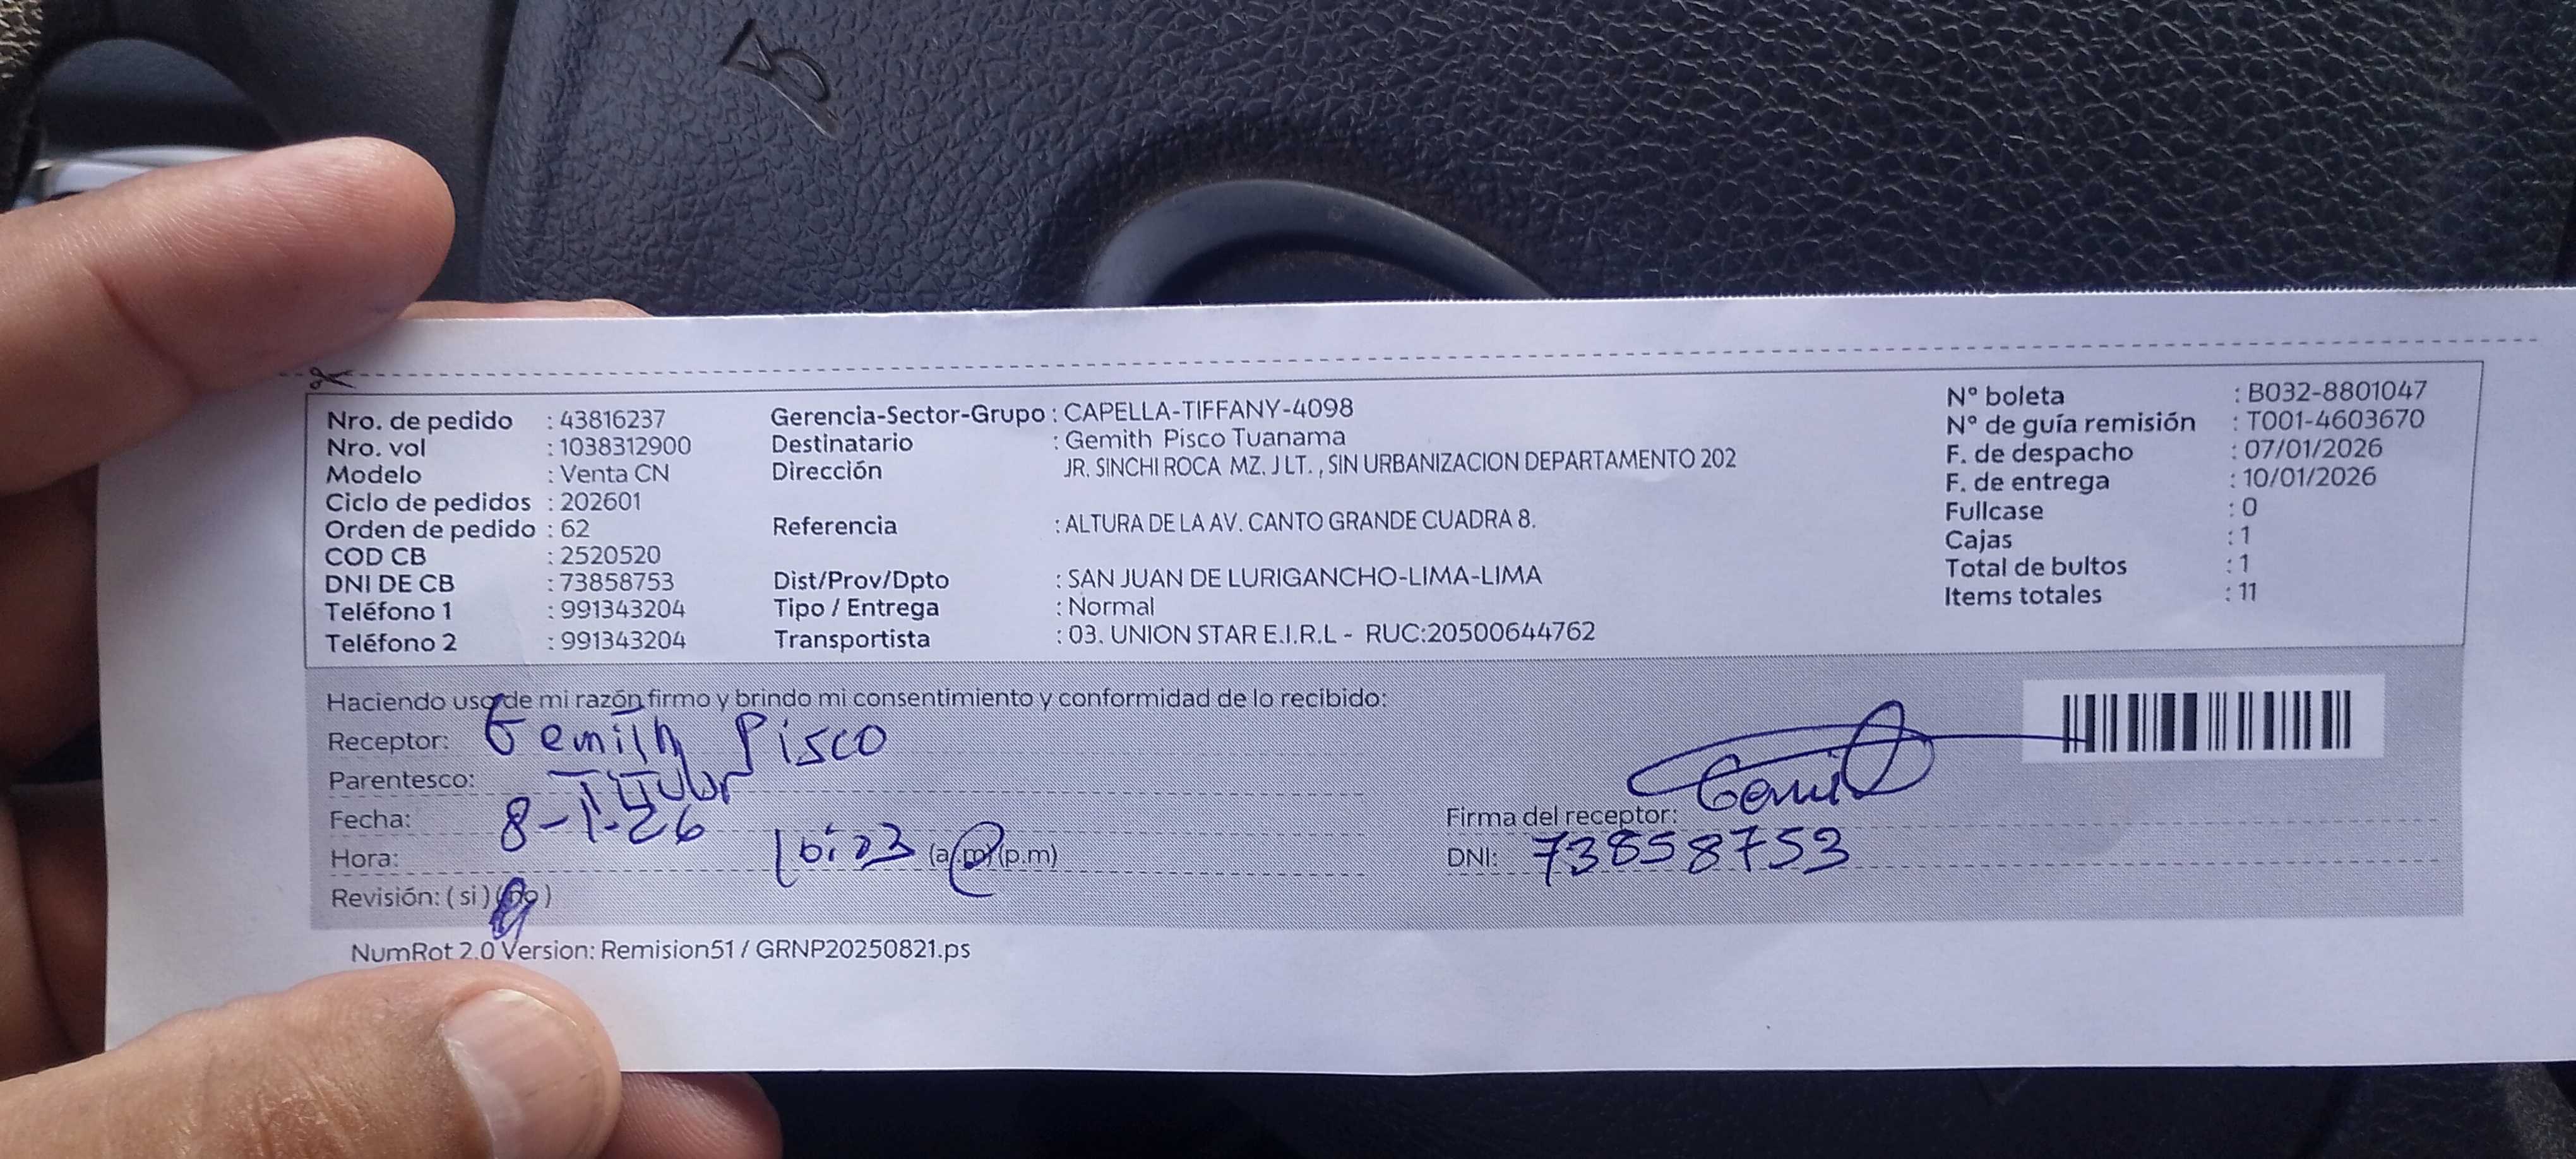 Nro. de pedido : 43816237 Gerencia-Sector-Grupo : CAPELLA-TIFFANY-4098 N° boleta : B032-8801047
Nro. vol : 1038312900 Destinatario : Gemith Pisco Tuanama N° de guía remisión : T001-4603670
Modelo : Venta CN Dirección JR. SINCHI ROCA MZ. J LT. , SIN URBANIZACION DEPARTAMENTO 202 F. de despacho : 07/01/2026
Ciclo de pedidos : 202601 F. de entrega : 10/01/2026
Orden de pedido : 62 Referencia : ALTURA DE LA AV. CANTO GRANDE CUADRA 8. Fullcase : 0
COD CB : 2520520 Cajas : 1
DNI DE CB : 73858753 Dist/Prov/Dpto : SAN JUAN DE LURIGANCHO-LIMA-LIMA Total de bultos : 1
Teléfono 1 : 991343204 Tipo / Entrega : Normal Items totales : 11
Teléfono 2 : 991343204 Transportista : 03. UNION STAR E.I.R.L - RUC:20500644762
Haciendo uso de mi razón firmo y brindo mi consentimiento y conformidad de lo recibido:
Receptor: Gemith Pisco
Parentesco: Titular
Fecha: 8-1-26 Firma del receptor:
Hora: (a.m) (p.m) DNI: 73858753
Revisión: ( si ) ( no )
NumRot 2.0 Version: Remision51 / GRNP20250821.ps